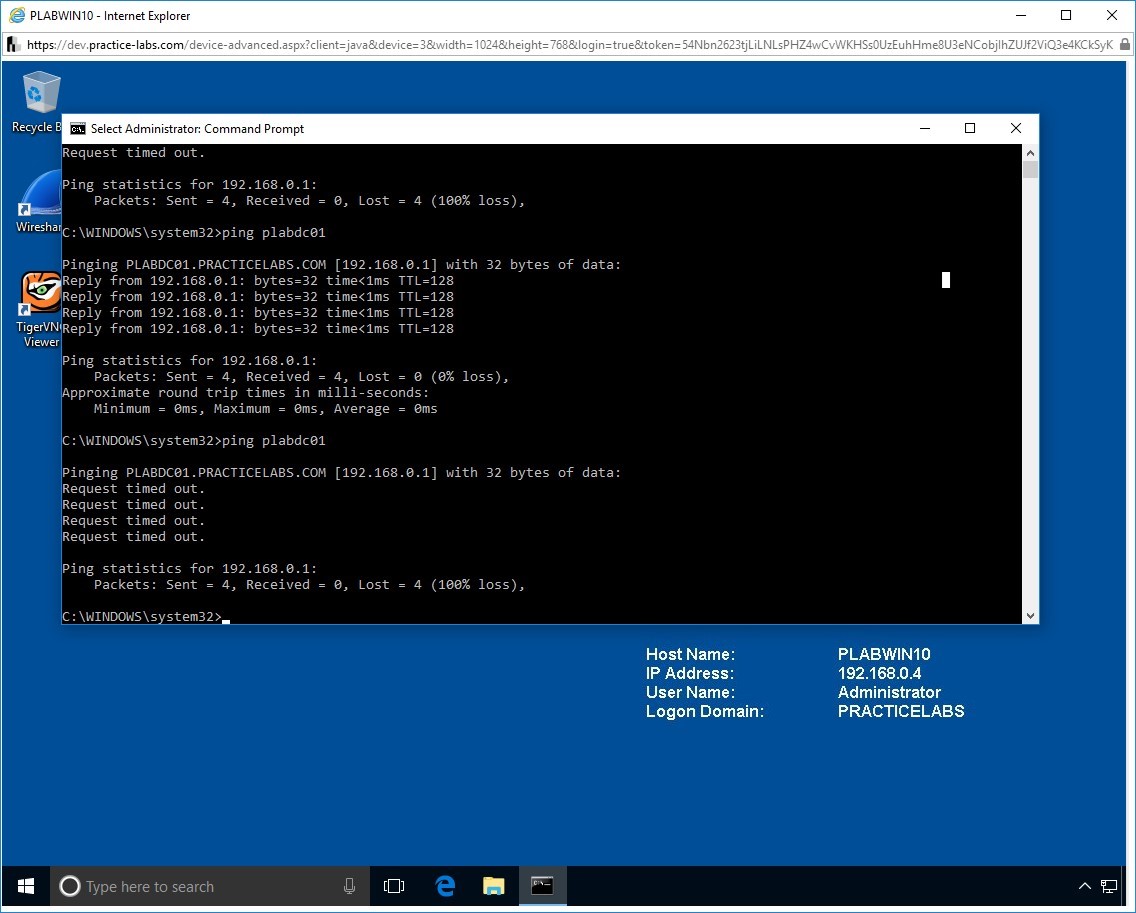 PLABWIN10 - Internet Explorer
https://dev.practice-labs.com/device-advanced.aspx?client=java&device=3&width=1024&height=768&login=true&token=54Nbn2623tjLiLNLsPHZ4wCvWKHSs0UzEuhHme8U3eNCobjIhZUJf2ViQ3e4KCkSyK
Recycle B
Wireshar
TigerVNC
Viewer
Select Administrator: Command Prompt
Request timed out.
Ping statistics for 192.168.0.1:
Packets: Sent = 4, Received = 0, Lost = 4 (100% loss),
C:\WINDOWS\system32>ping plabdc01
Pinging PLABDC01.PRACTICELABS.COM [192.168.0.1] with 32 bytes of data:
Reply from 192.168.0.1: bytes=32 time<1ms TTL=128
Reply from 192.168.0.1: bytes=32 time<1ms TTL=128
Reply from 192.168.0.1: bytes=32 time<1ms TTL=128
Reply from 192.168.0.1: bytes=32 time<1ms TTL=128
Ping statistics for 192.168.0.1:
Packets: Sent = 4, Received = 4, Lost = 0 (0% loss),
Approximate round trip times in milli-seconds:
Minimum = 0ms, Maximum = 0ms, Average = 0ms
C:\WINDOWS\system32>ping plabdc01
Pinging PLABDC01.PRACTICELABS.COM [192.168.0.1] with 32 bytes of data:
Request timed out.
Request timed out.
Request timed out.
Request timed out.
Ping statistics for 192.168.0.1:
Packets: Sent = 4, Received = 0, Lost = 4 (100% loss),
C:\WINDOWS\system32>
Host Name: PLABWIN10
IP Address: 192.168.0.4
User Name: Administrator
Logon Domain: PRACTICELABS
Type here to search